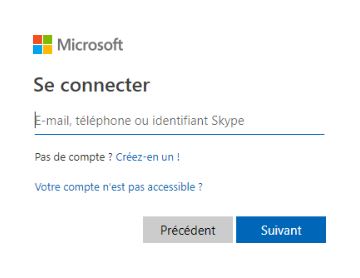 Microsoft
Se connecter
E-mail, téléphone ou identifiant Skype
Pas de compte ? Créez-en un !
Votre compte n'est pas accessible ?
Précédent Suivant